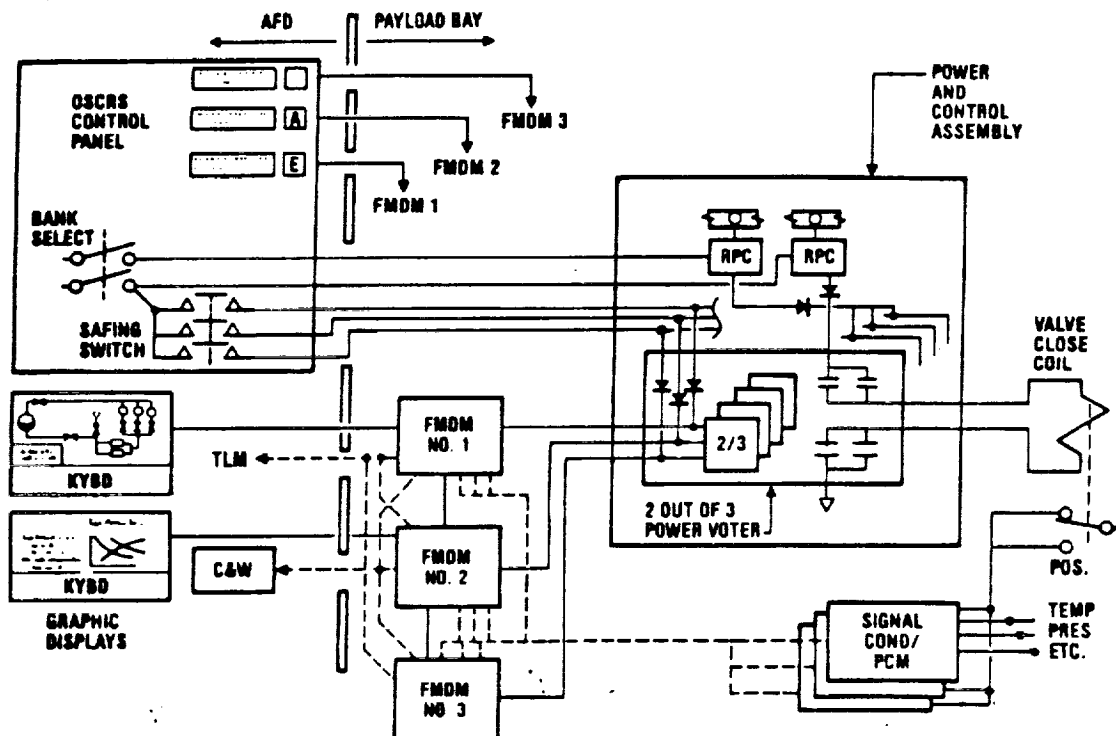 AFD
PAYLOAD BAY
OSCRS
CONTROL
PANEL
A
E
FMDM 3
FMDM 2
FMDM 1
POWER
AND
CONTROL
ASSEMBLY
BANK
SELECT
SAFING
SWITCH
RPC
RPC
VALVE
CLOSE
COIL
2/3
2 OUT OF 3
POWER VOTER
KYBD
KYBD
GRAPHIC
DISPLAYS
TLM
C&W
FMDM
NO. 1
FMDM
NO. 2
FMDM
NO. 3
POS.
SIGNAL
COND/
PCM
TEMP
PRES
ETC.